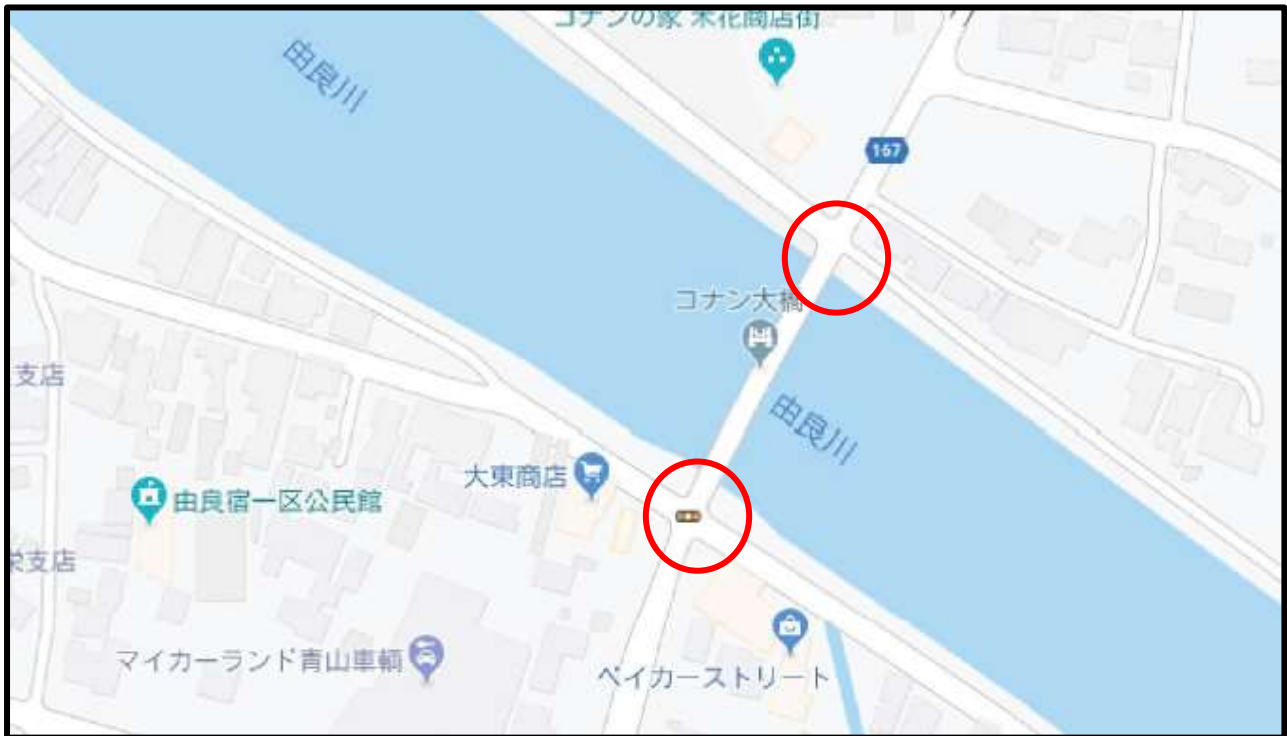 コナンの家 米花商店街
由良川
167
コナン大橋
由良川
支店
大東商店
由良宿一区公民館
栄支店
マイカーランド青山車輌
ベイカーストリート